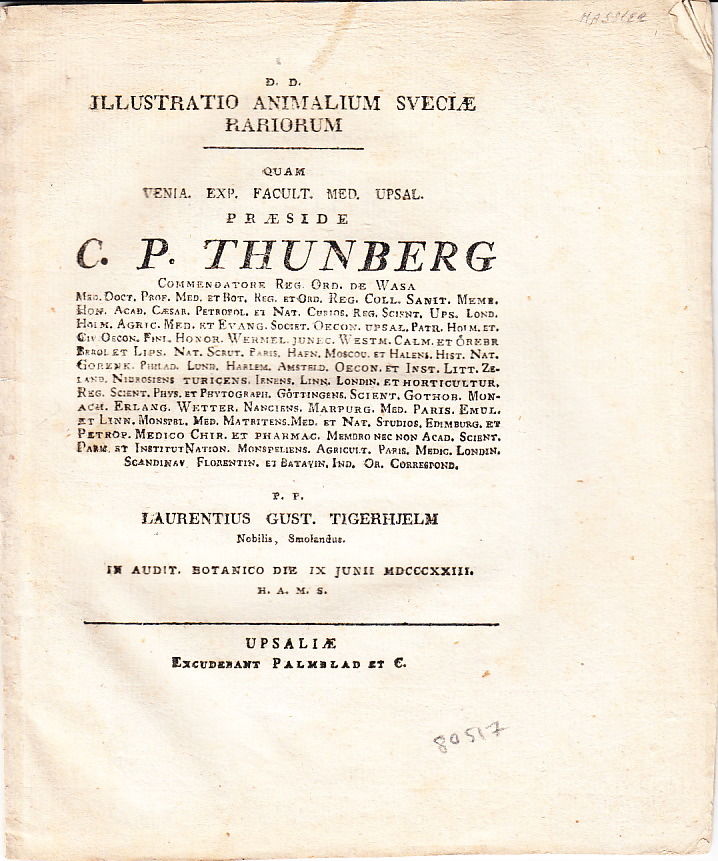 HASSLER
D. D.
ILLUSTRATIO ANIMALIUM SVECIÆ
RARIORUM
QUAM
VENIA. EXP. FACULT. MED. UPSAL.
PRÆSIDE
C. P. THUNBERG
COMMENDATORE REG. ORD. DE WASA
MED. DOCT. PROF. MED. ET BOT. REG. ET ORD. REG. COLL. SANIT. MEMB.
HON. ACAD. CÆSAR. PETROPOL. ET NAT. CURIOS. REG. SCIENT. UPS. LOND.
HOLM. AGRIC. MED. ET EVANG. SOCIET. OECON. UPSAL. PATR. HOLM. ET.
CIV OECON. FINL. HONOR. WERMEL. JUNEC. WESTM. CALM. ET ÖREBR
BEROL ET LIPS. NAT. SCRUT. PARIS. HAFN. MOSCOU. ET HALENS. HIST. NAT.
GORENK. PHILAD. LUND. HARLEM. AMSTELD. OECON. ET INST. LITT. ZE-
LAND. NIDROSIENS TURICENS. IENENS. LINN. LONDIN. ET HORTICULTUR.
REG. SCIENT. PHYS. ET PHYTOGRAPH. GÖTTINGENS. SCIENT. GOTHOB. MON-
ACH. ERLANG. WETTER. NANCIENS. MARPURG. MED. PARIS. EMUL.
ET LINN. MONSPEL. MED. MATRITENS. MED. ET NAT. STUDIOS. EDIMBURG. ET
PETROP. MEDICO CHIR. ET PHARMAC. MEMBRO NEC NON ACAD. SCIENT.
PARIS. ET INSTITUT NATION. MONSPELIENS. AGRICULT. PARIS. MEDIC. LONDIN.
SCANDINAV. FLORENTIN. ET BATAVIN. IND. OR. CORRESPOND.
P. P.
LAURENTIUS GUST. TIGERHJELM
Nobilis, Smolandus.
IN AUDIT. BOTANICO DIE IX JUNII MDCCCXXIII.
H. A. M. S.
UPSALIÆ
EXCUDEBANT PALMBLAD ET C.
80517